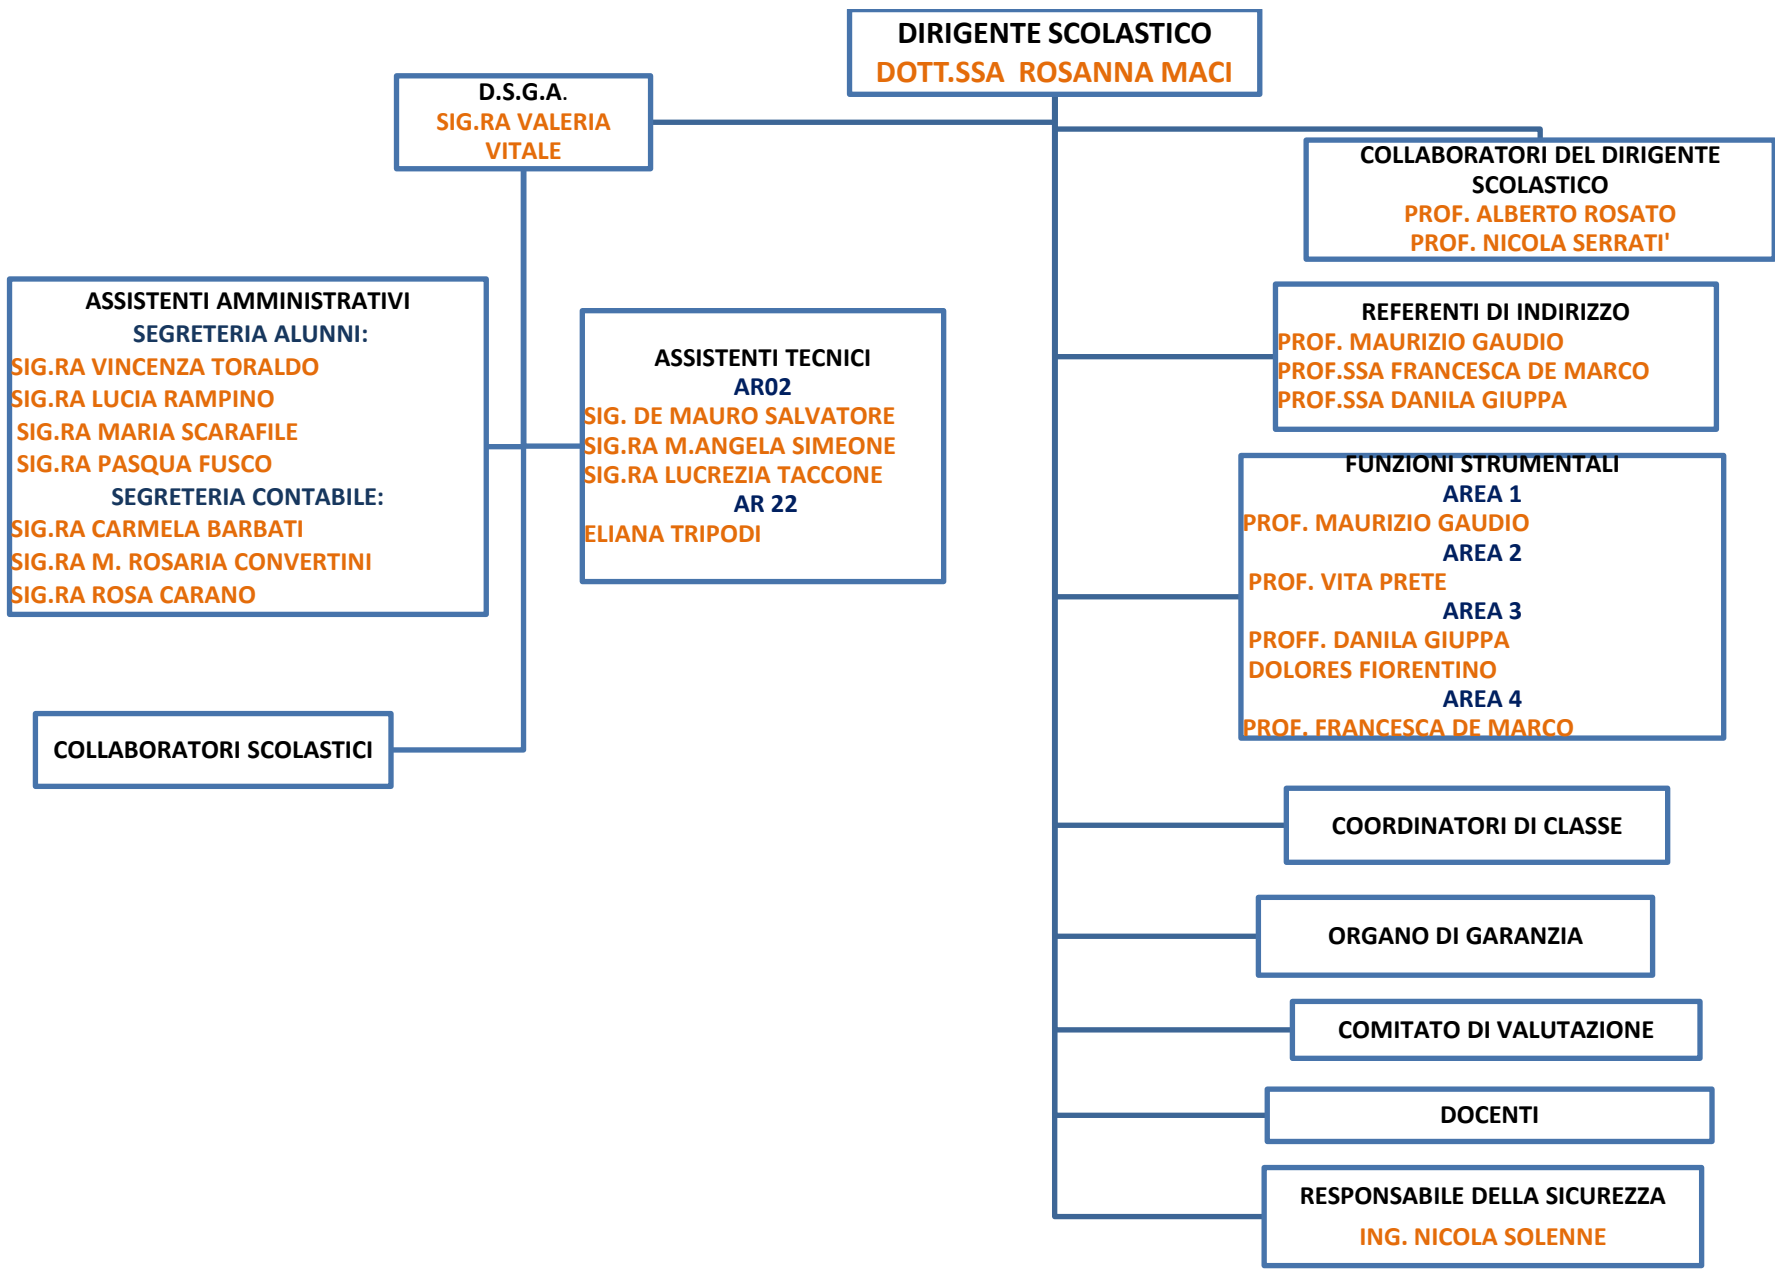 DIRIGENTE SCOLASTICO
DOTT.SSA ROSANNA MACI
D.S.G.A.
SIG.RA VALERIA
VITALE
COLLABORATORI DEL DIRIGENTE
SCOLASTICO
PROF. ALBERTO ROSATO
PROF. NICOLA SERRATI'
ASSISTENTI AMMINISTRATIVI
SEGRETERIA ALUNNI:
SIG.RA VINCENZA TORALDO
SIG.RA LUCIA RAMPINO
SIG.RA MARIA SCARAFILE
SIG.RA PASQUA FUSCO
SEGRETERIA CONTABILE:
SIG.RA CARMELA BARBATI
SIG.RA M. ROSARIA CONVERTINI
SIG.RA ROSA CARANO
ASSISTENTI TECNICI
AR02
SIG. DE MAURO SALVATORE
SIG.RA M.ANGELA SIMEONE
SIG.RA LUCREZIA TACCONE
AR 22
ELIANA TRIPODI
REFERENTI DI INDIRIZZO
PROF. MAURIZIO GAUDIO
PROF.SSA FRANCESCA DE MARCO
PROF.SSA DANILA GIUPPA
FUNZIONI STRUMENTALI
AREA 1
PROF. MAURIZIO GAUDIO
AREA 2
PROF. VITA PRETE
AREA 3
PROFF. DANILA GIUPPA
DOLORES FIORENTINO
AREA 4
PROF. FRANCESCA DE MARCO
COLLABORATORI SCOLASTICI
COORDINATORI DI CLASSE
ORGANO DI GARANZIA
COMITATO DI VALUTAZIONE
DOCENTI
RESPONSABILE DELLA SICUREZZA
ING. NICOLA SOLENNE